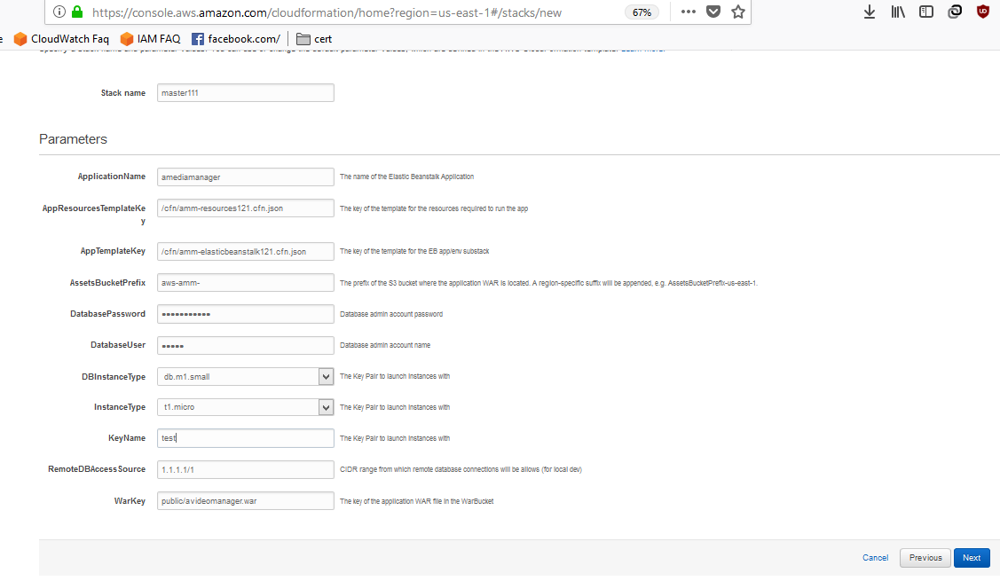 https://console.aws.amazon.com/cloudformation/home?region=us-east-1#/stacks/new
67%
CloudWatch Faq
IAM FAQ
facebook.com/
cert
Stack name
master111
Parameters
ApplicationName
amediamanager
The name of the Elastic Beanstalk Application
AppResourcesTemplateKe
y
/cfn/amm-resources121.cfn.json
The key of the template for the resources required to run the app
AppTemplateKey
/cfn/amm-elasticbeanstalk121.cfn.json
The key of the template for the EB app/env substack
AssetsBucketPrefix
aws-amm-
The prefix of the S3 bucket where the application WAR is located. A region-specific suffix will be appended, e.g. AssetsBucketPrefix-us-east-1.
DatabasePassword
•••••••••••
Database admin account password
DatabaseUser
•••••
Database admin account name
DBInstanceType
db.m1.small
The Key Pair to launch instances with
InstanceType
t1.micro
The Key Pair to launch instances with
KeyName
test
The Key Pair to launch instances with
RemoteDBAccessSource
1.1.1.1/1
CIDR range from which remote database connections will be allows (for local dev)
WarKey
public/avideomanager.war
The key of the application WAR file in the WarBucket
Cancel
Previous
Next